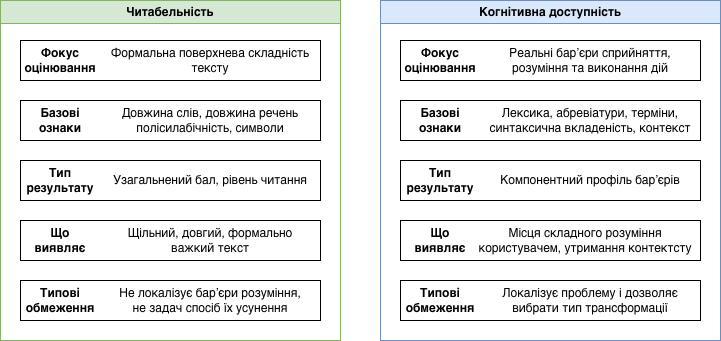 Читабельність
Фокус
оцінювання
Формальна поверхнева складність
тексту
Базові
ознаки
Довжина слів, довжина речень
полісилабічність, символи
Тип
результату
Узагальнений бал, рівень читання
Що
виявляє
Щільний, довгий, формально
важкий текст
Типові
обмеження
Не локалізує бар'єри розуміння,
не задач спосіб їх усунення
Когнітивна доступність
Фокус
оцінювання
Реальні бар'єри сприйняття,
розуміння та виконання дій
Базові
ознаки
Лексика, абревіатури, терміни,
синтаксична вкладеність, контекст
Тип
результату
Компонентний профіль бар'єрів
Що
виявляє
Місця складного розуміння
користувачем, утримання контектсту
Типові
обмеження
Локалізує проблему і дозволяє
вибрати тип трансформації